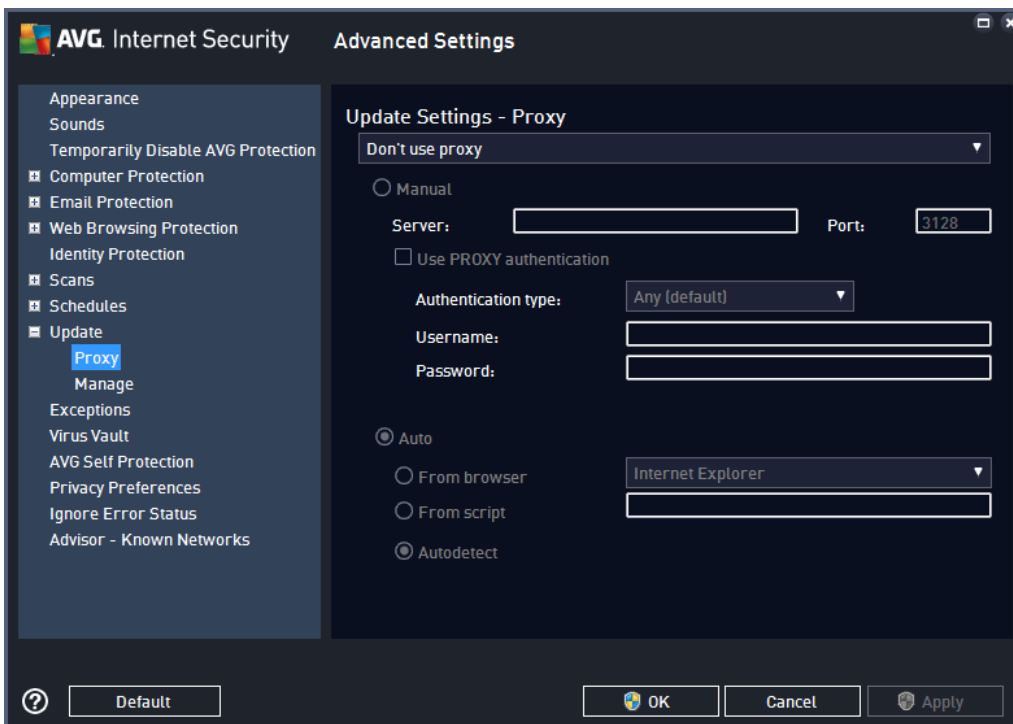 AVG. Internet Security
Advanced Settings
Appearance
Sounds
Temporarily Disable AVG Protection
Computer Protection
Email Protection
Web Browsing Protection
Identity Protection
Scans
Schedules
Update
Proxy
Manage
Exceptions
Virus Vault
AVG Self Protection
Privacy Preferences
Ignore Error Status
Advisor - Known Networks
Update Settings - Proxy
Don't use proxy
Manual
Server:
Port: 3128
Use PROXY authentication
Authentication type: Any (default)
Username:
Password:
Auto
From browser Internet Explorer
From script
Autodetect
? Default OK Cancel Apply